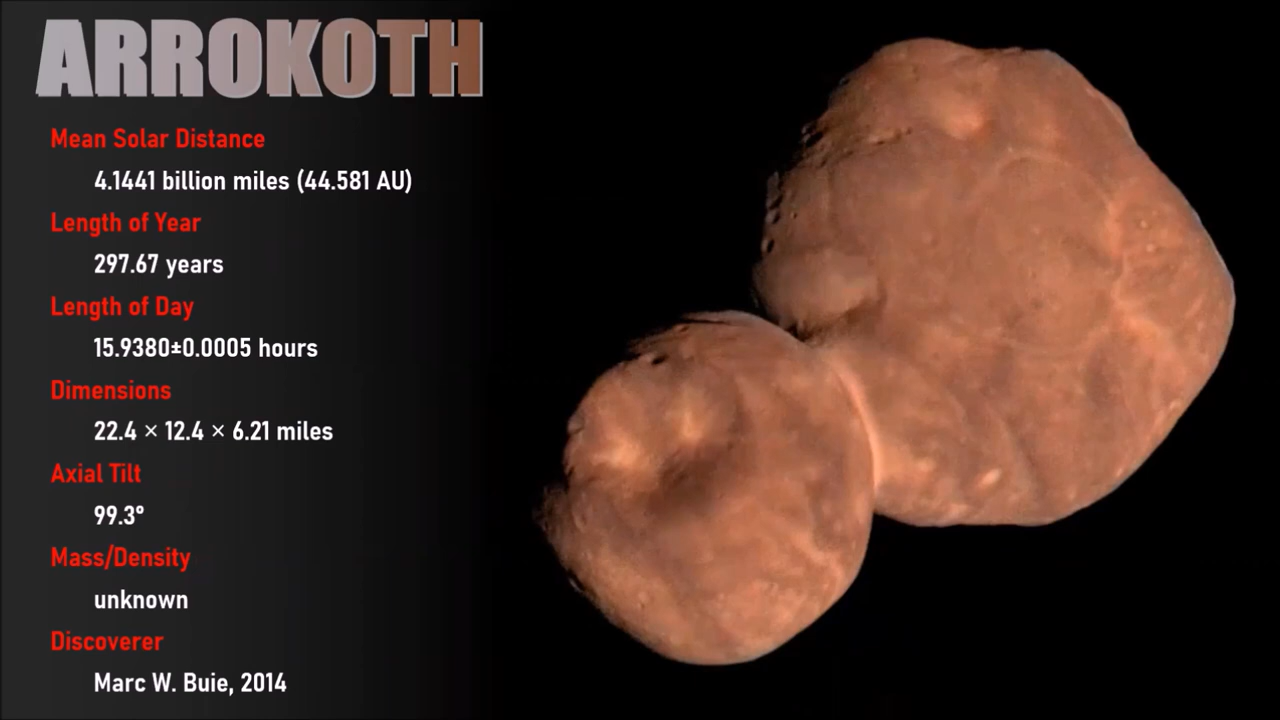 ARROKOTH
Mean Solar Distance
4.1441 billion miles (44.581 AU)
Length of Year
297.67 years
Length of Day
15.9380±0.0005 hours
Dimensions
22.4 × 12.4 × 6.21 miles
Axial Tilt
99.3°
Mass/Density
unknown
Discoverer
Marc W. Buie, 2014